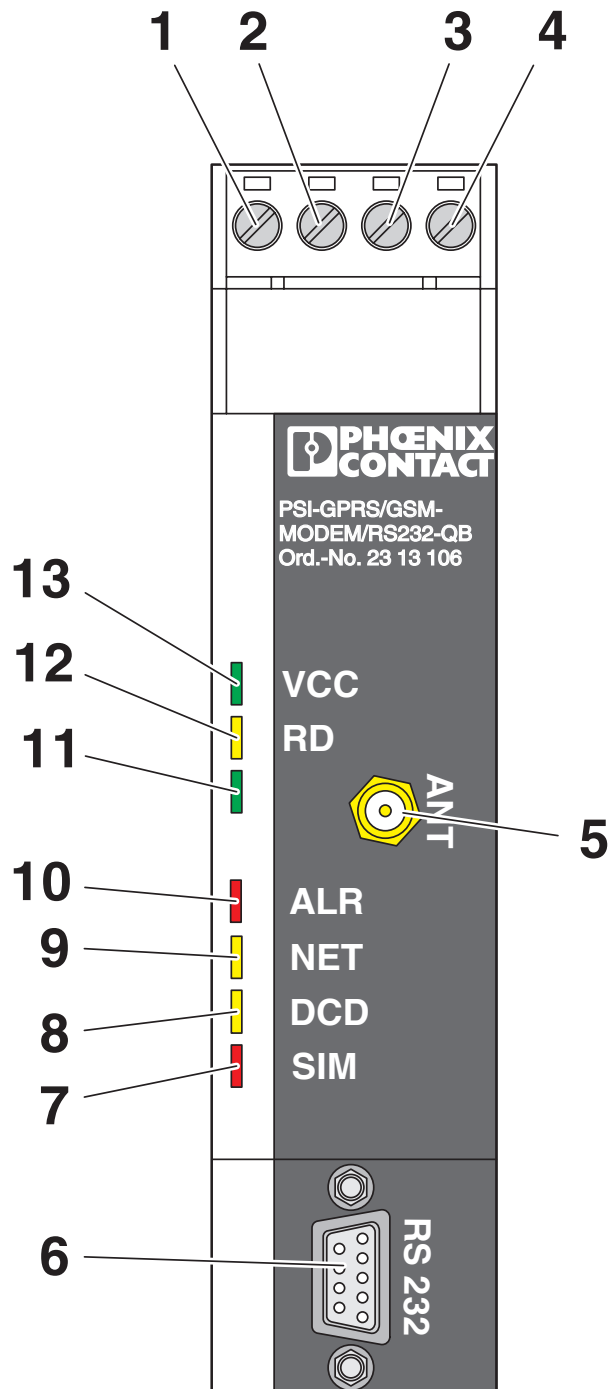 1 2 3 4
PHŒNIX
CONTACT
PSI-GPRS/GSM-
MODEM/RS232-QB
Ord.-No. 23 13 106
13
VCC
12
RD
11
ANT
5
10
ALR
9
NET
8
DCD
7
SIM
6
RS 232